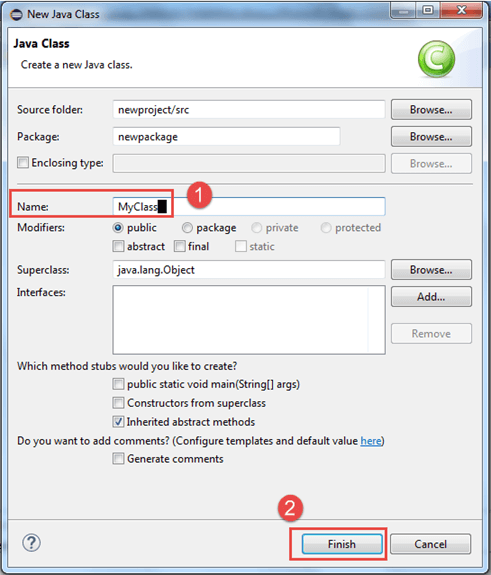 New Java Class
Java Class
Create a new Java class.
C
Source folder: newproject/src Browse...
Package: newpackage Browse...
Enclosing type: Browse...
Name: MyClass 1
Modifiers: public package private protected
abstract final static
Superclass: java.lang.Object Browse...
Interfaces: Add...
Remove
Which method stubs would you like to create?
public static void main(String[] args)
Constructors from superclass
Inherited abstract methods
Do you want to add comments? (Configure templates and default value here)
Generate comments
2
? Finish Cancel